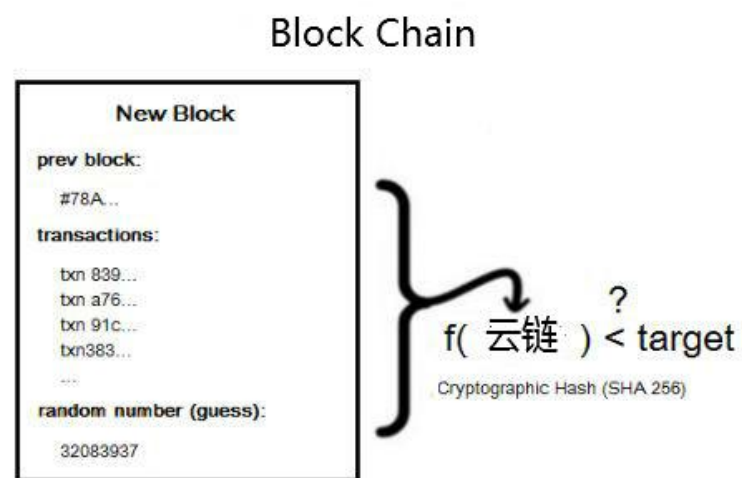 Block Chain
New Block
prev block:
#78A...
transactions:
txn 839...
txn a76...
txn 91c...
txn383...
...
random number (guess):
32083937
?
f( 云链 ) < target
Cryptographic Hash (SHA 256)